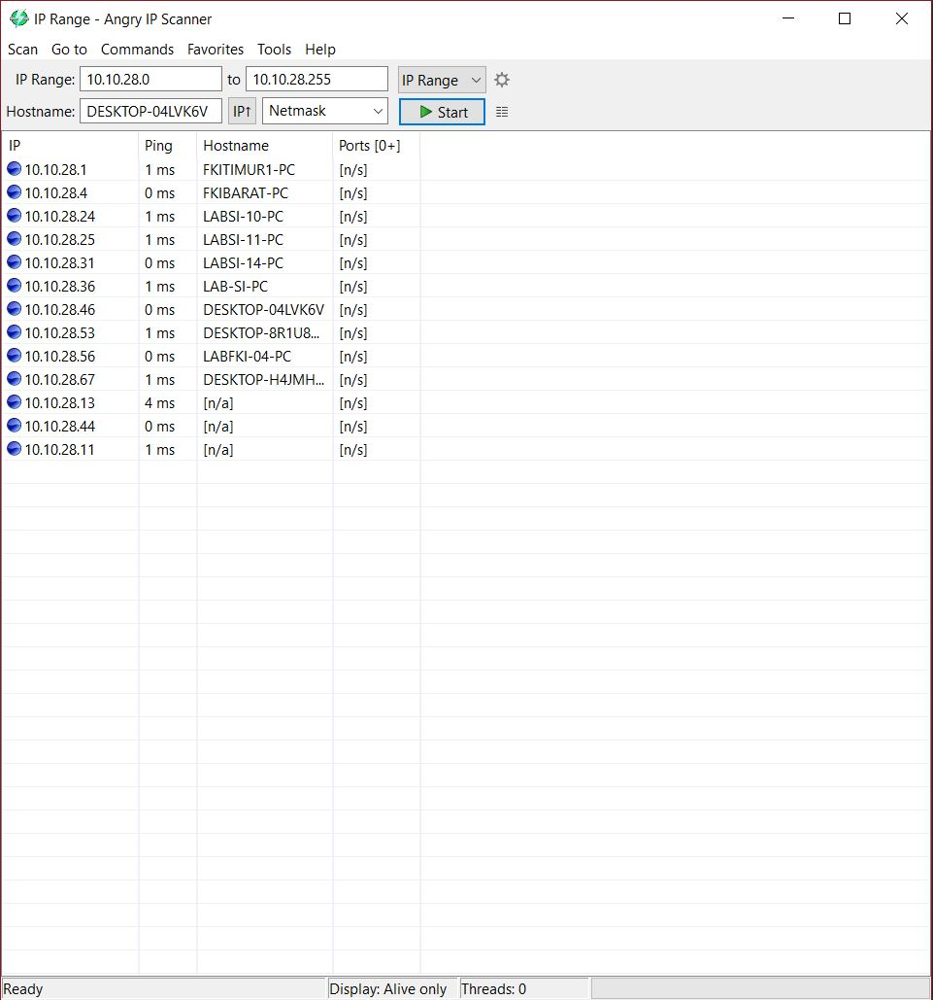 IP Range - Angry IP Scanner
Scan Go to Commands Favorites Tools Help
IP Range: 10.10.28.0 to 10.10.28.255 IP Range
Hostname: DESKTOP-04LVK6V IP↑ Netmask Start
IP Ping Hostname Ports [0+]
10.10.28.1 1 ms FKITIMUR1-PC [n/s]
10.10.28.4 0 ms FKIBARAT-PC [n/s]
10.10.28.24 1 ms LABSI-10-PC [n/s]
10.10.28.25 1 ms LABSI-11-PC [n/s]
10.10.28.31 0 ms LABSI-14-PC [n/s]
10.10.28.36 1 ms LAB-SI-PC [n/s]
10.10.28.46 0 ms DESKTOP-04LVK6V [n/s]
10.10.28.53 1 ms DESKTOP-8R1U8... [n/s]
10.10.28.56 0 ms LABFKI-04-PC [n/s]
10.10.28.67 1 ms DESKTOP-H4JMH... [n/s]
10.10.28.13 4 ms [n/a] [n/s]
10.10.28.44 0 ms [n/a] [n/s]
10.10.28.11 1 ms [n/a] [n/s]
Ready Display: Alive only Threads: 0